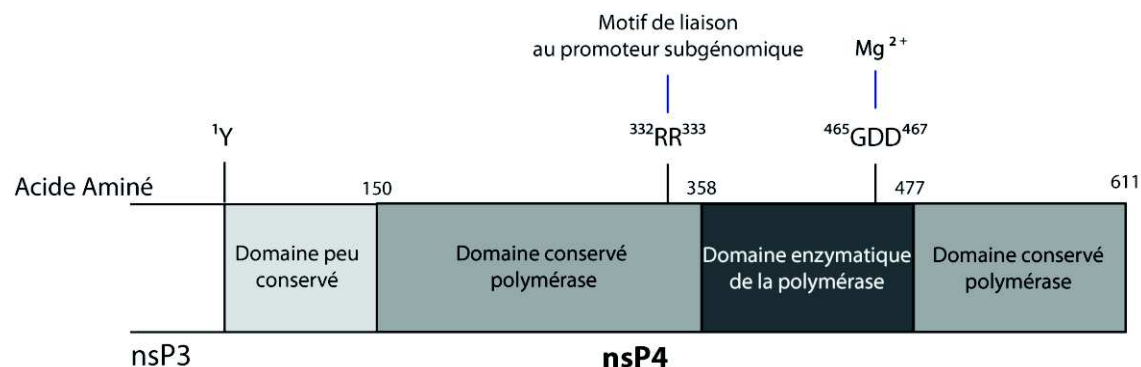 Motif de liaison
au promoteur subgénomique
Mg²⁺
¹Y
³³²RR³³³
⁴⁶⁵GDD⁴⁶⁷
Acide Aminé
150
358
477
611
Domaine peu
conservé
Domaine conservé
polymérase
Domaine enzymatique
de la polymérase
Domaine conservé
polymérase
nsP3
nsP4